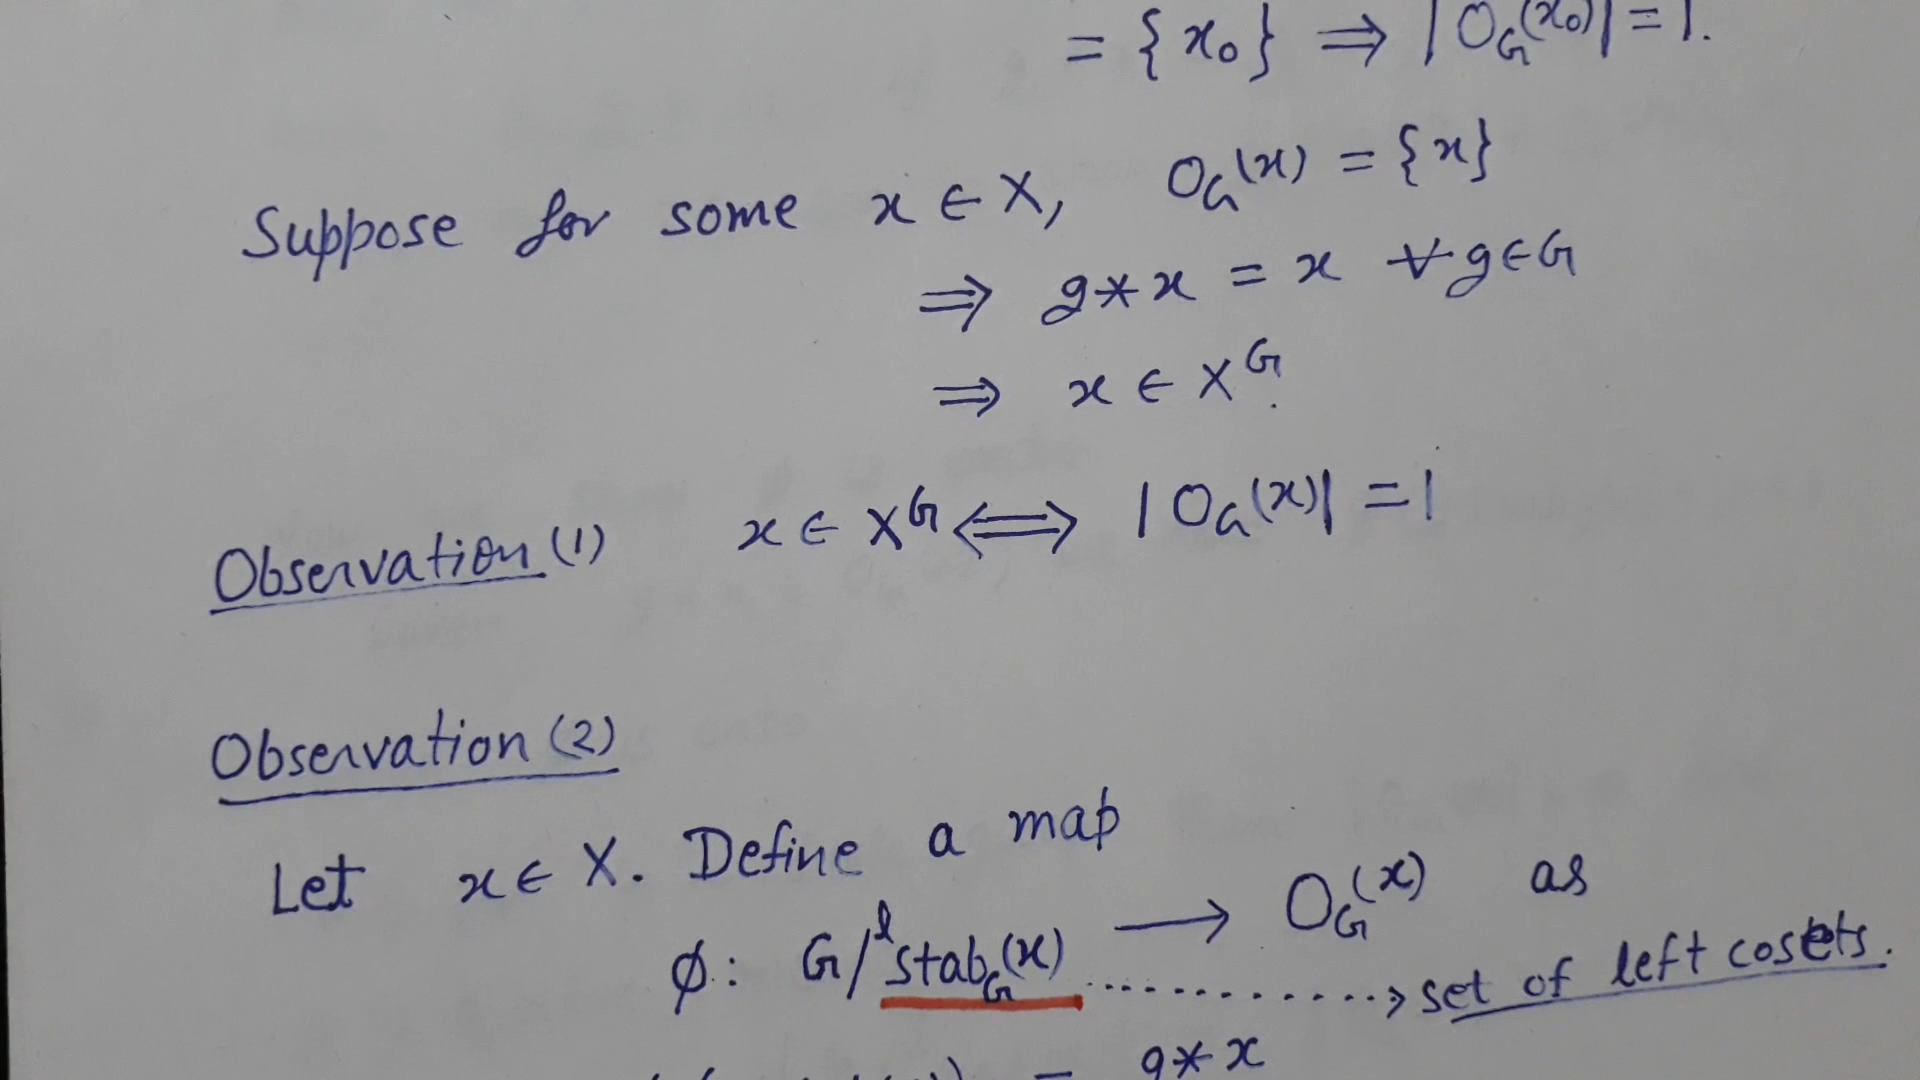 = {x₀} ⇒ |O_G(x₀)| = 1.
Suppose for some x ∈ X, O_G(x) = {x}
⇒ g*x = x ∀ g∈G
⇒ x ∈ X^G.
Observation (1) x ∈ X^G ⇔ |O_G(x)| = 1
Observation (2)
Let x ∈ X. Define a map
φ: G/^l stab_G(x) → O_G(x) as
............> set of left cosets.
= g*x